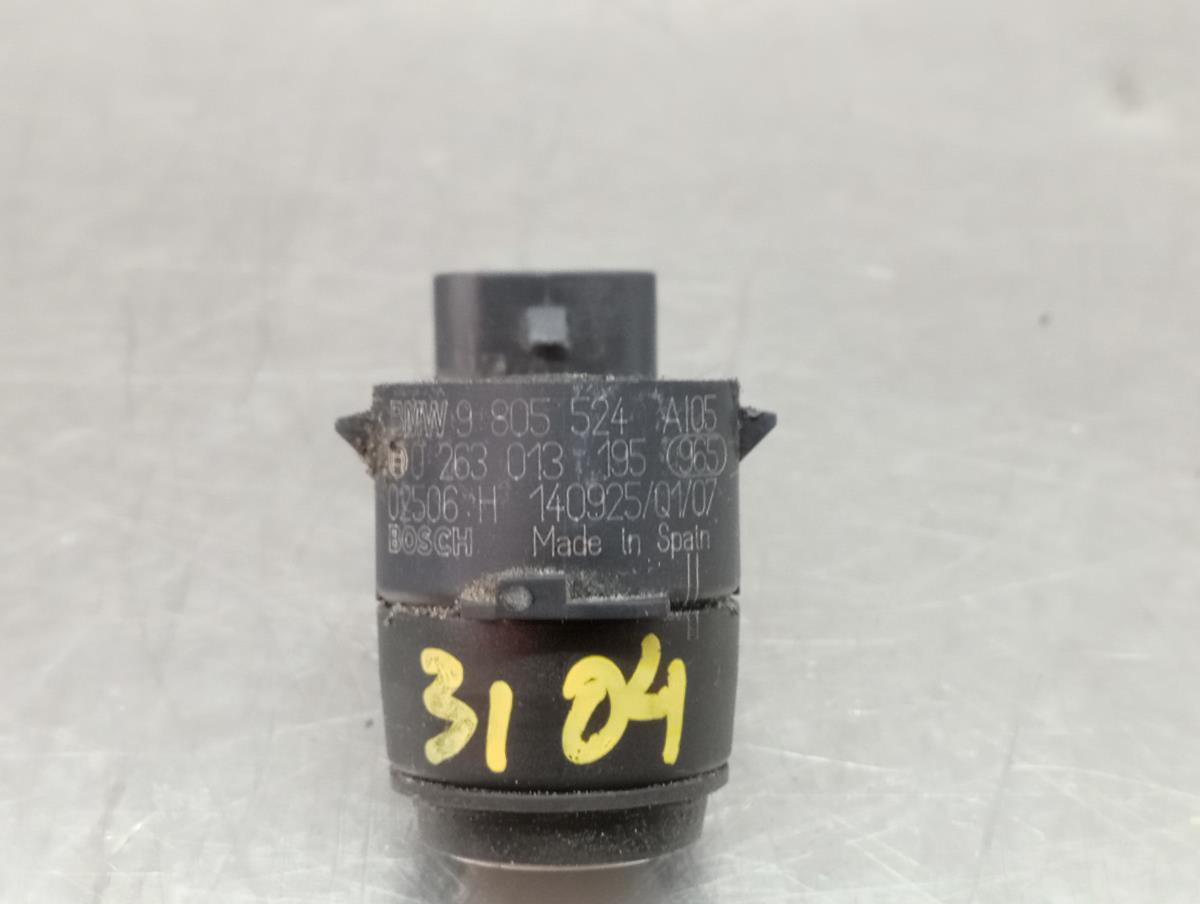 BMW 9 805 524 AI05
0 263 013 195 965
02506 H 140925/Q1/07
BOSCH Made in Spain
31 04